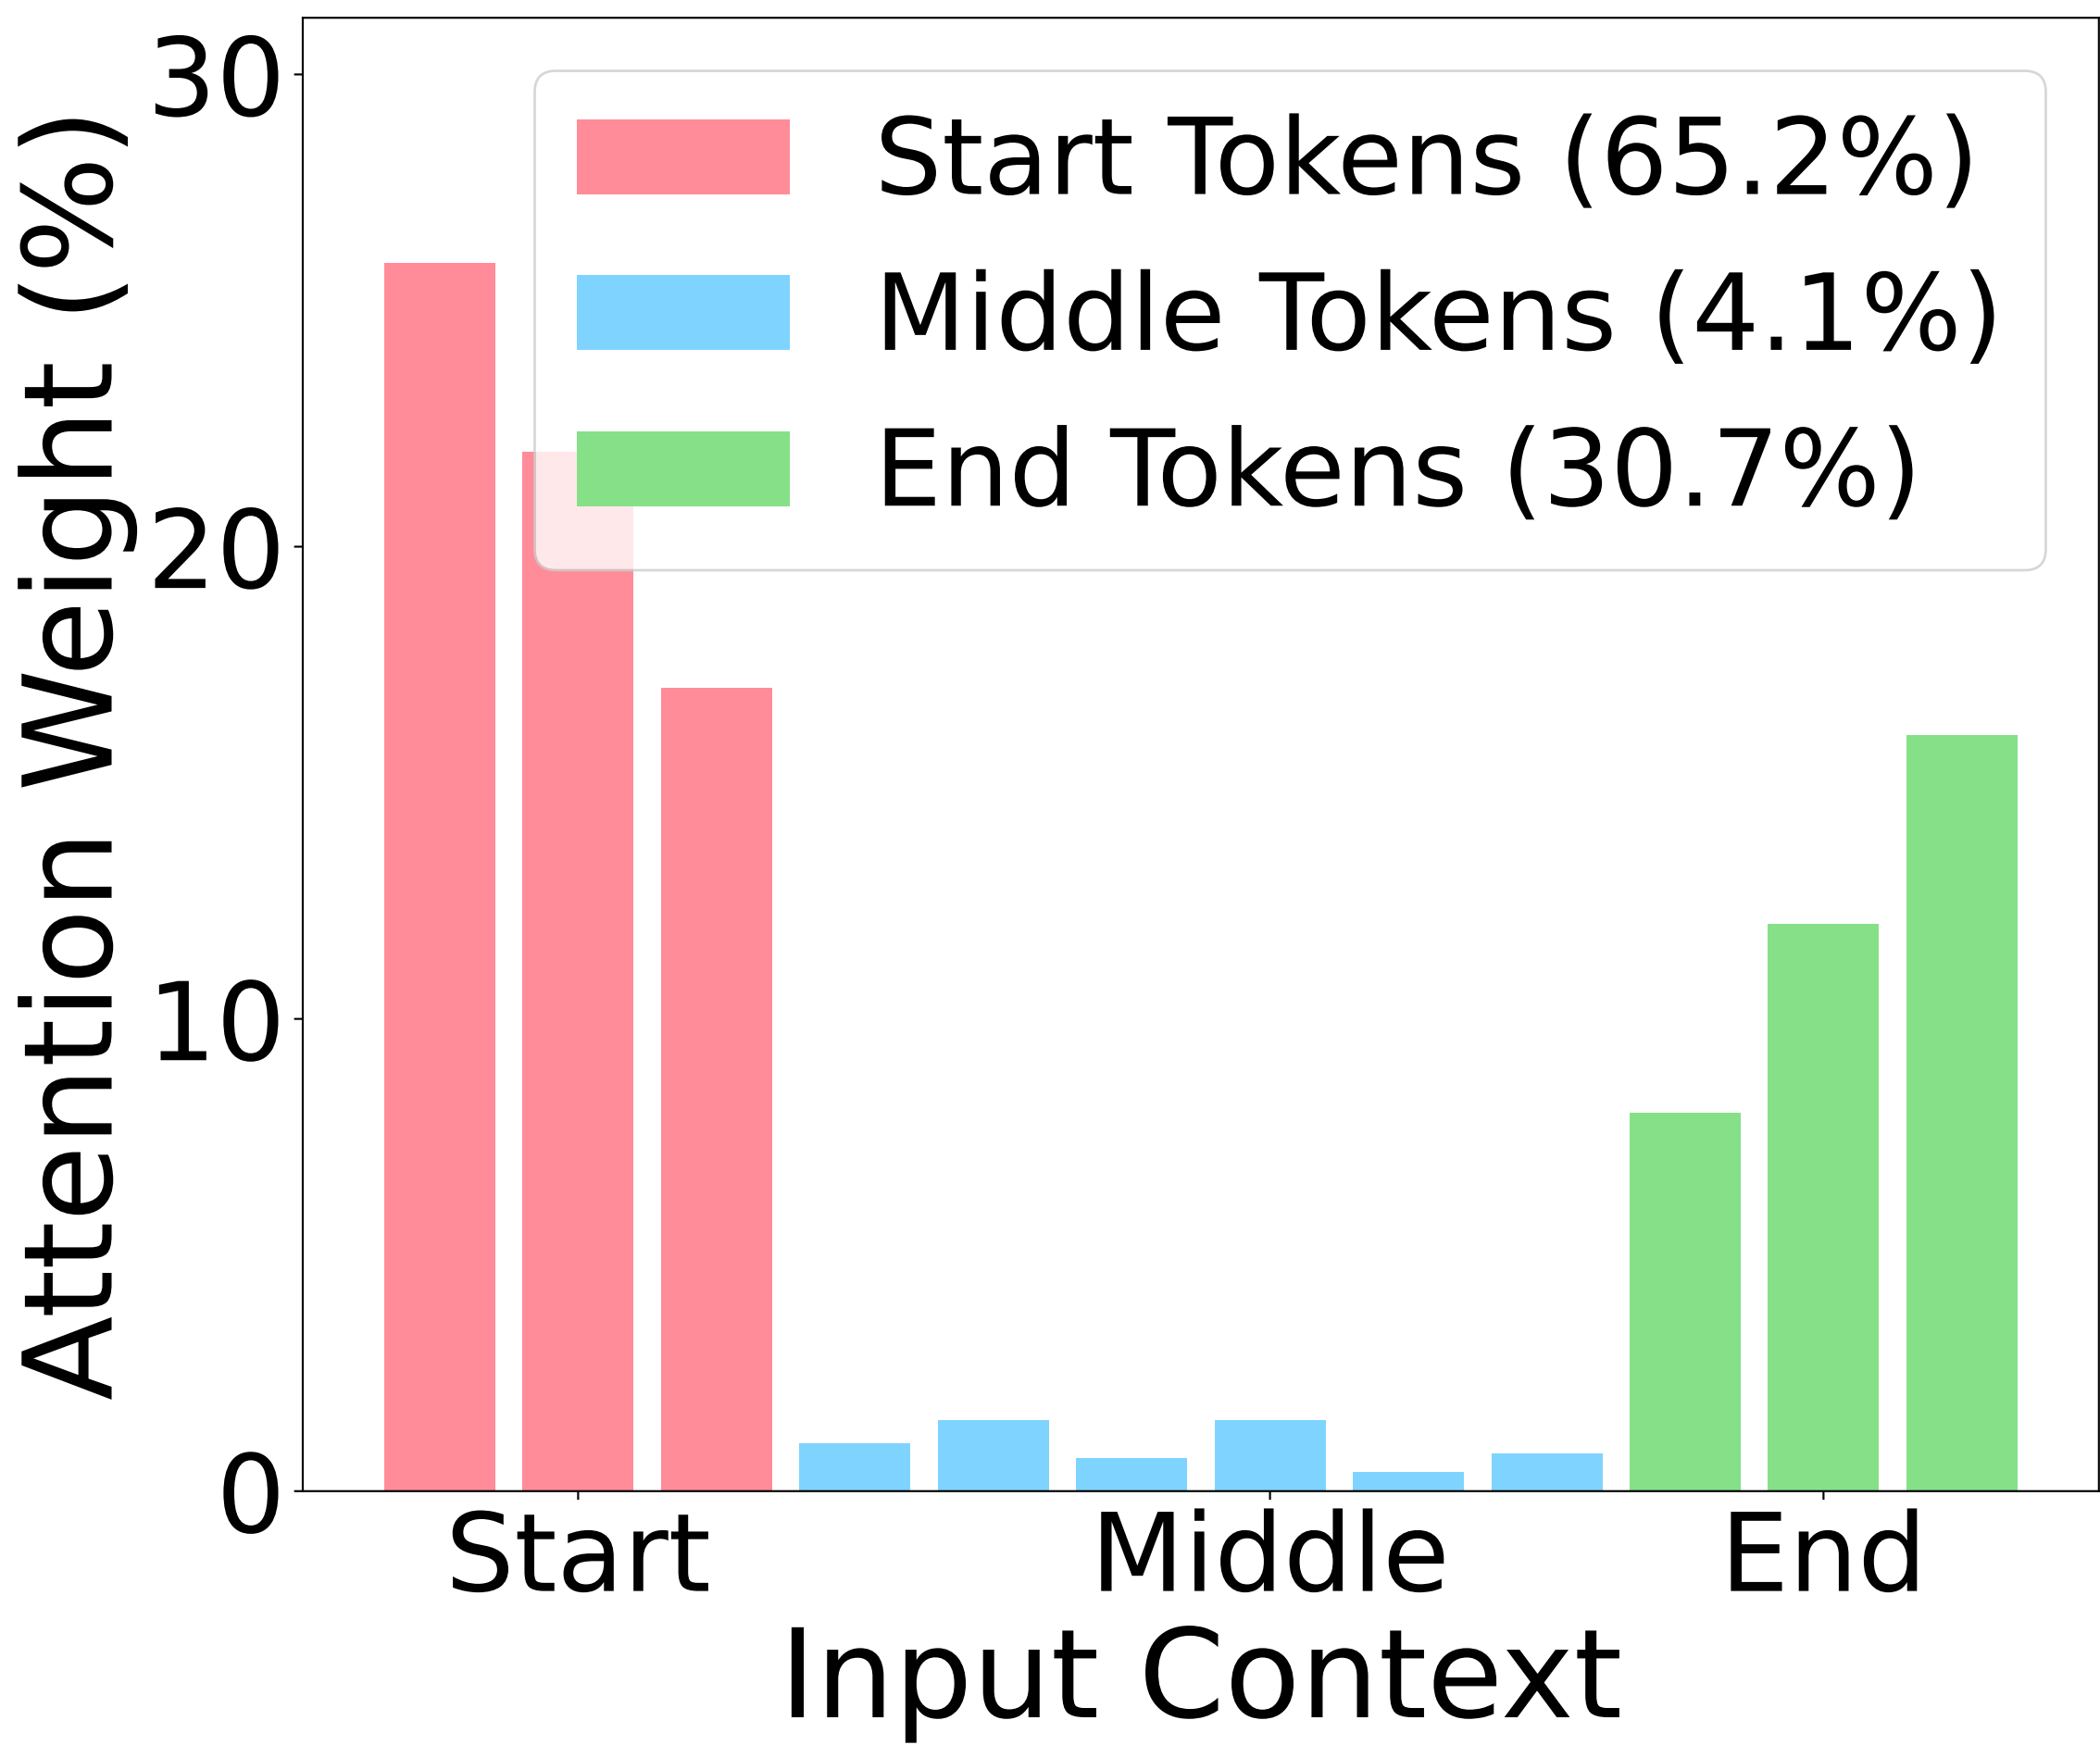 Attention Weight (%)
30
20
10
0
Start Tokens (65.2%)
Middle Tokens (4.1%)
End Tokens (30.7%)
Start
Middle
End
Input Context